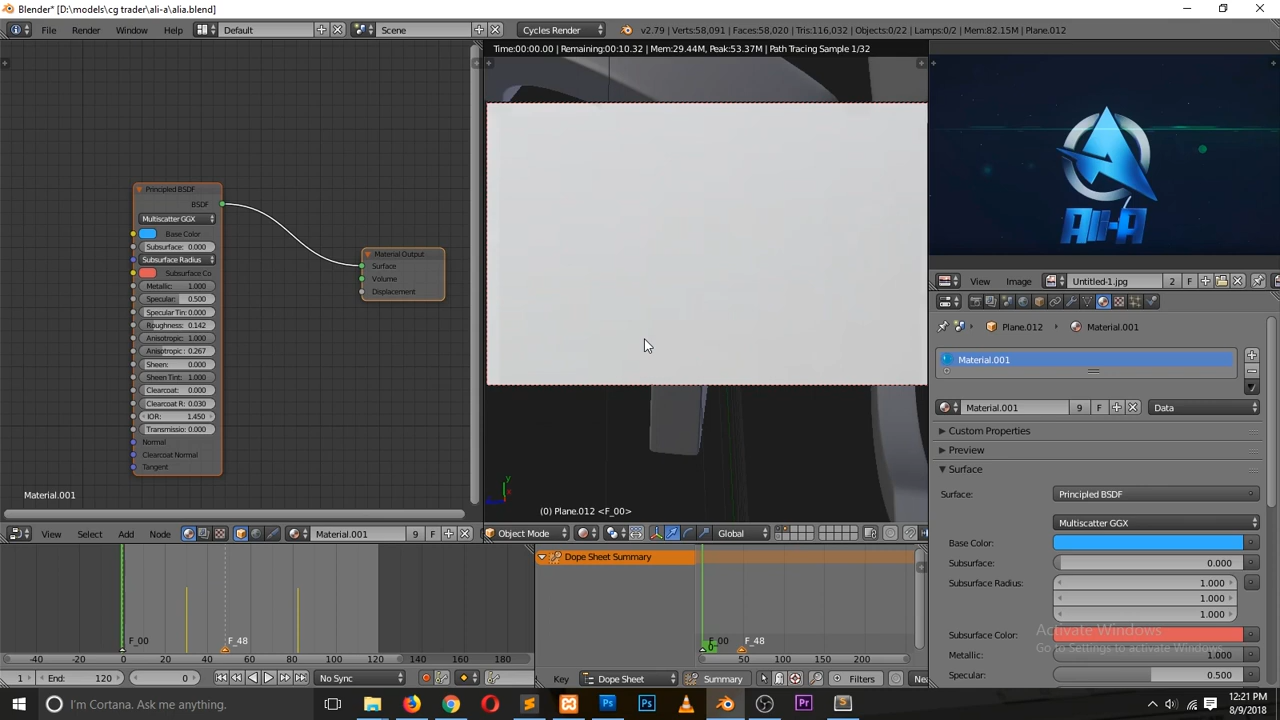 Blender* [D:\models\cg trader\ali-a\alia.blend]
File Render Window Help Default Scene Cycles Render v2.79 | Verts:58,091 | Faces:58,020 | Tris:116,032 | Objects:0/22 | Lamps:0/2 | Mem:82.15M | Plane.012
Time:00:00.00 | Remaining:00:10.32 | Mem:29.44M, Peak:53.37M | Path Tracing Sample 1/32
Principled BSDF
BSDF
Multiscatter GGX
Base Color
Subsurface: 0.000
Subsurface Radius
Subsurface Co
Metallic: 1.000
Specular: 0.500
Specular Tin: 0.000
Roughness: 0.142
Anisotropic: 1.000
Anisotropic 0.267
Sheen: 0.000
Sheen Tint: 1.000
Clearcoat: 0.000
Clearcoat R: 0.030
IOR: 1.450
Transmissio: 0.000
Normal
Clearcoat Normal
Tangent
Material Output
Surface
Volume
Displacement
Material.001
View Select Add Node Material.001 9 F
y
x
(0) Plane.012 <F_00>
Object Mode Global
Ali-A
View Image Untitled-1.jpg 2 F
Plane.012 Material.001
Material.001
Material.001 9 F Data
Custom Properties
Preview
Surface
Surface: Principled BSDF
Multiscatter GGX
Base Color:
Subsurface: 0.000
Subsurface Radius: 1.000
1.000
1.000
Subsurface Color:
Metallic: 1.000
Specular: 0.500
Activate Windows
Go to Settings to activate Windows.
F_00 F_48
-40 -20 0 20 40 60 80 100 120 140 160 180
1 End: 120 0 No Sync
Dope Sheet Summary
F_00 F_48
0 50 100 150 200
Key Dope Sheet Summary Filters Nea
I'm Cortana. Ask me anything.
12:21 PM
8/9/2018